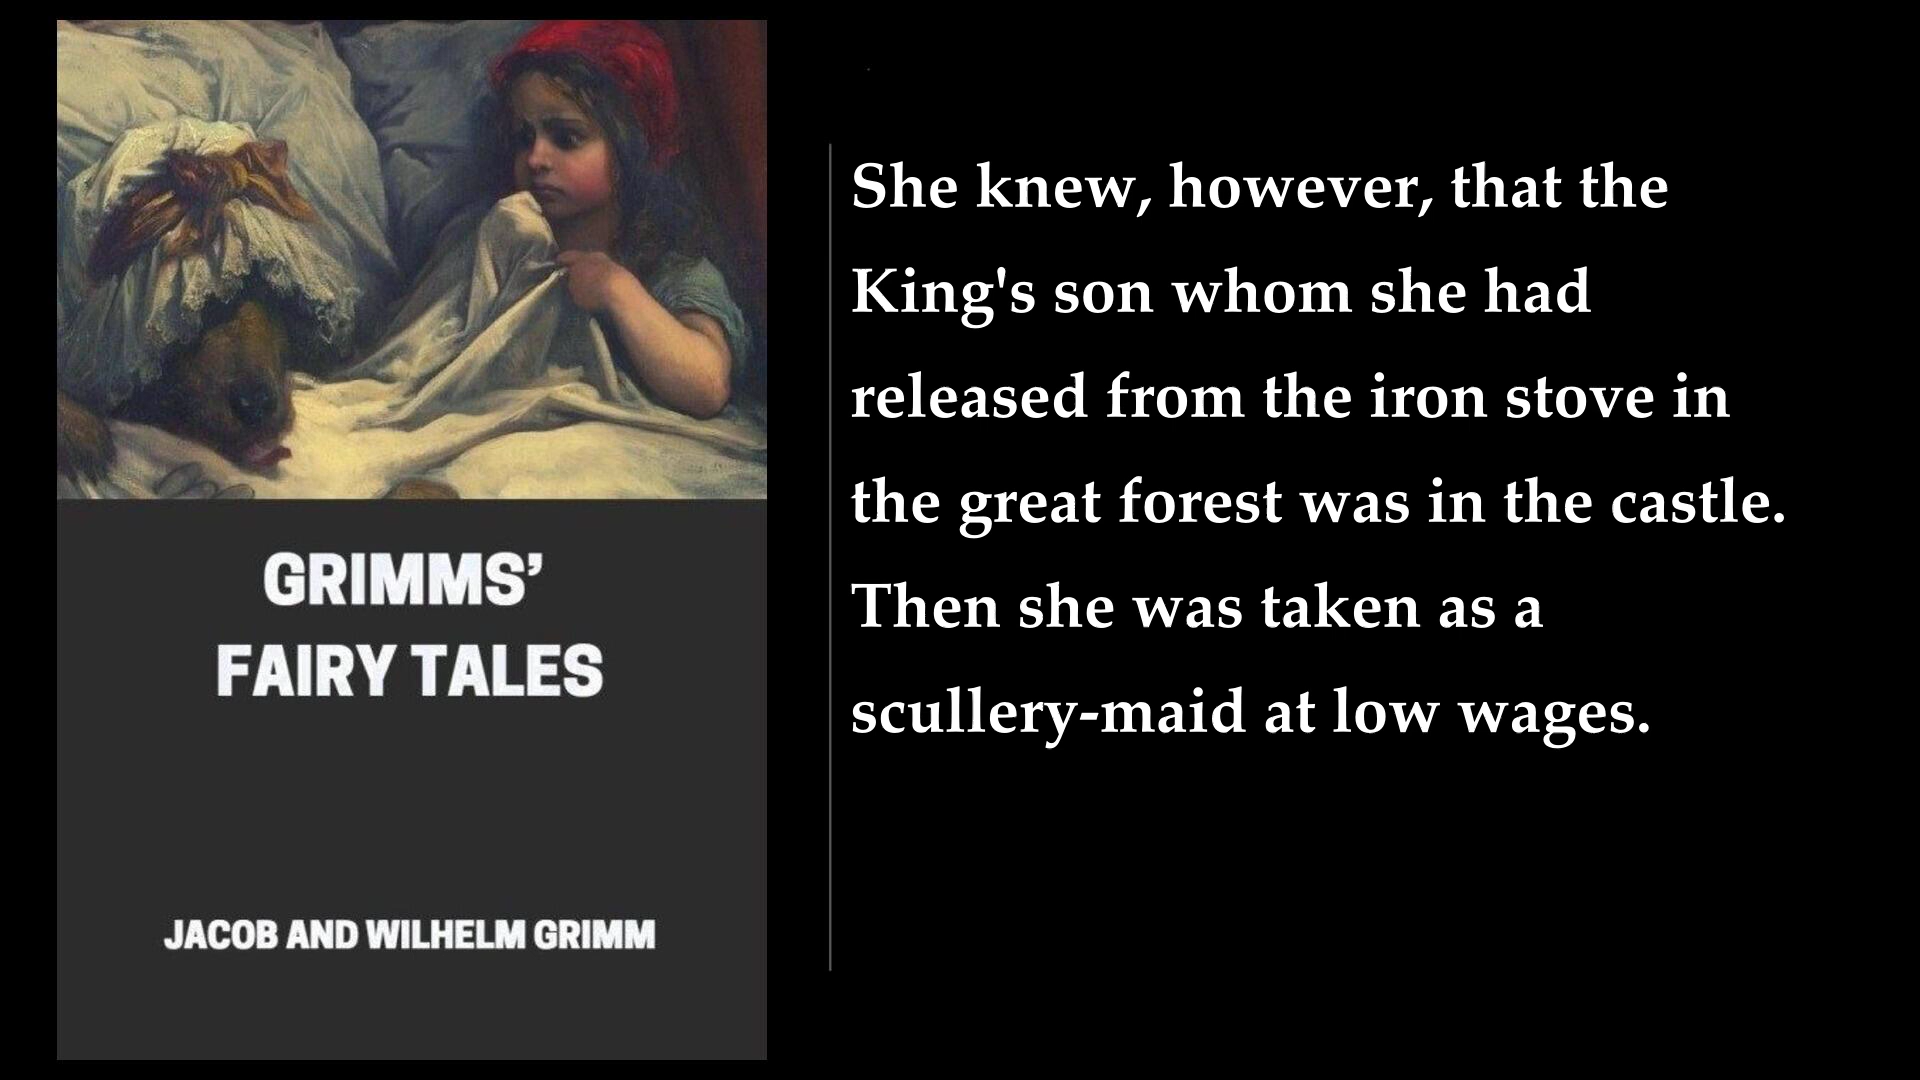 GRIMMS’
FAIRY TALES
JACOB AND WILHELM GRIMM
She knew, however, that the
King's son whom she had
released from the iron stove in
the great forest was in the castle.
Then she was taken as a
scullery-maid at low wages.